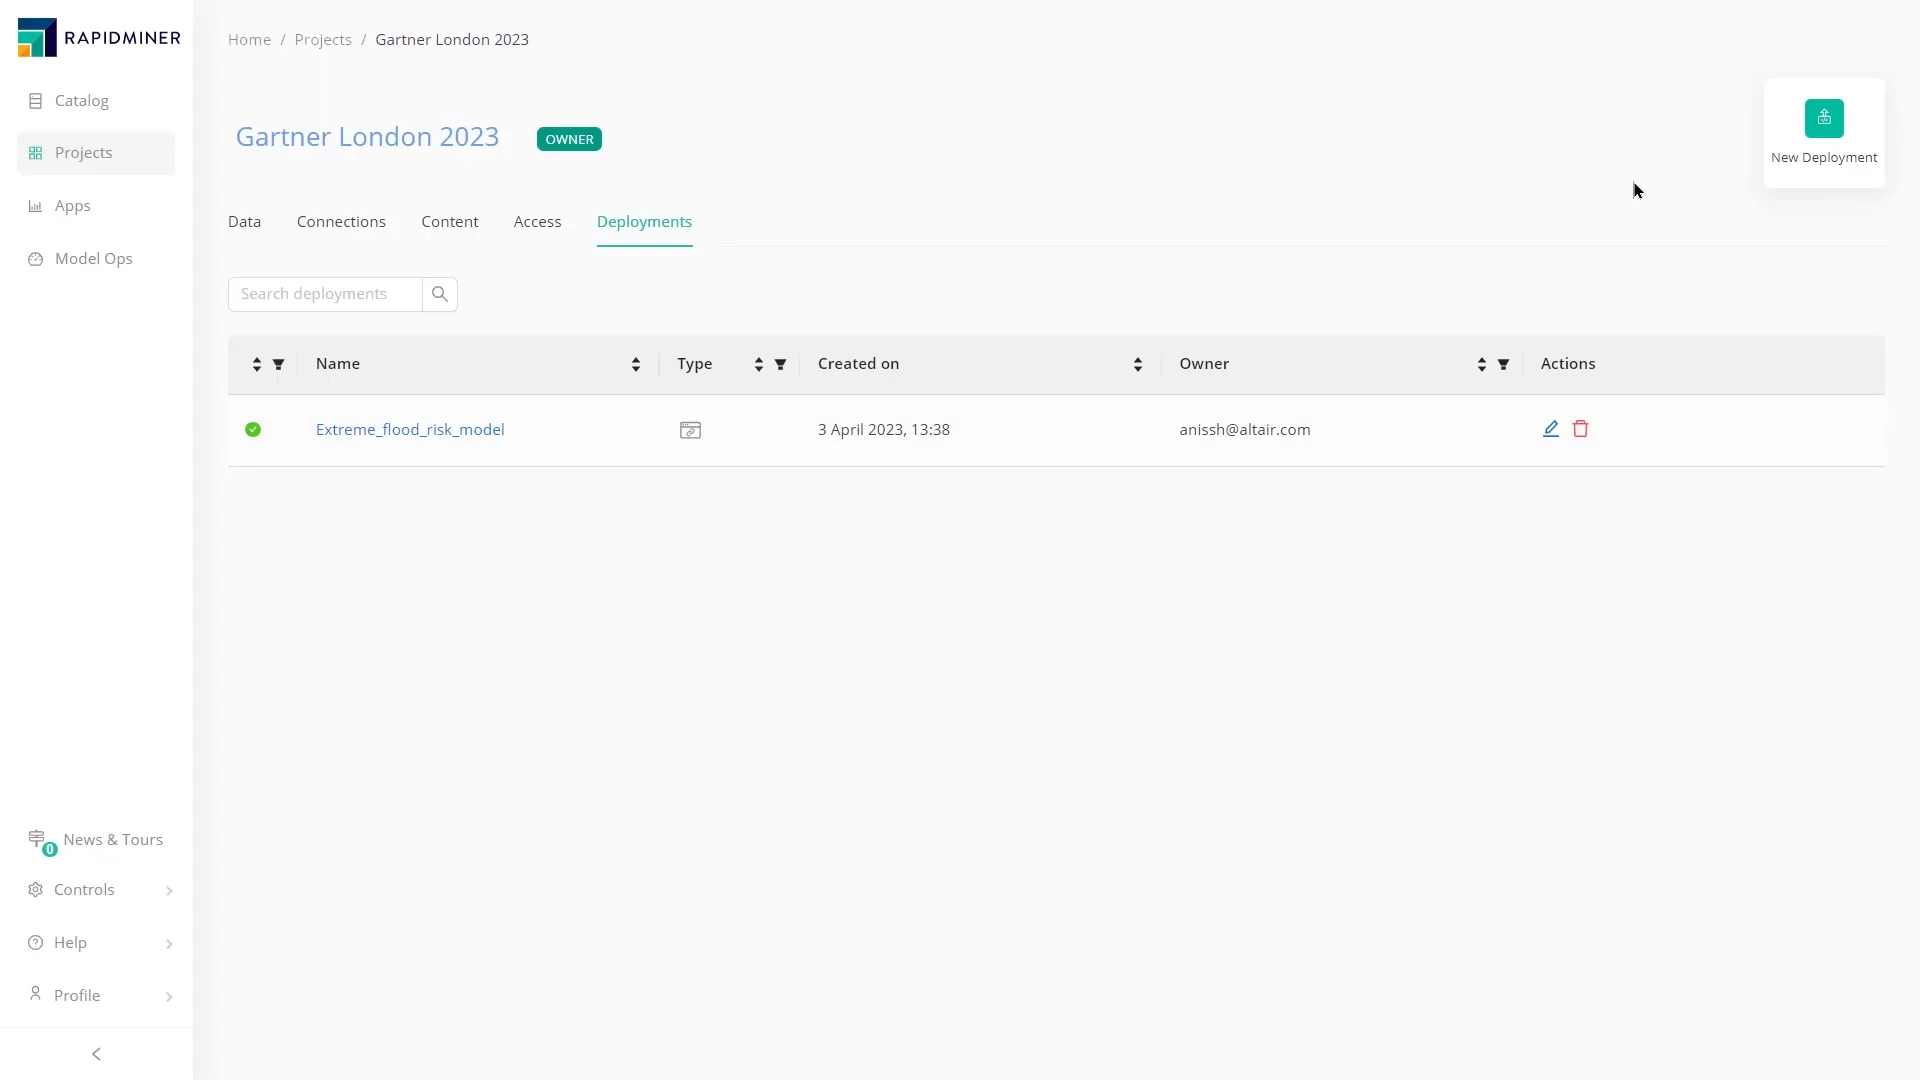 RAPIDMINER
Home / Projects / Gartner London 2023
Catalog
Projects
Apps
Model Ops
Gartner London 2023 OWNER
New Deployment
Data Connections Content Access Deployments
Search deployments
Name Type Created on Owner Actions
Extreme_flood_risk_model 3 April 2023, 13:38 anissh@altair.com
News & Tours
0
Controls
Help
Profile